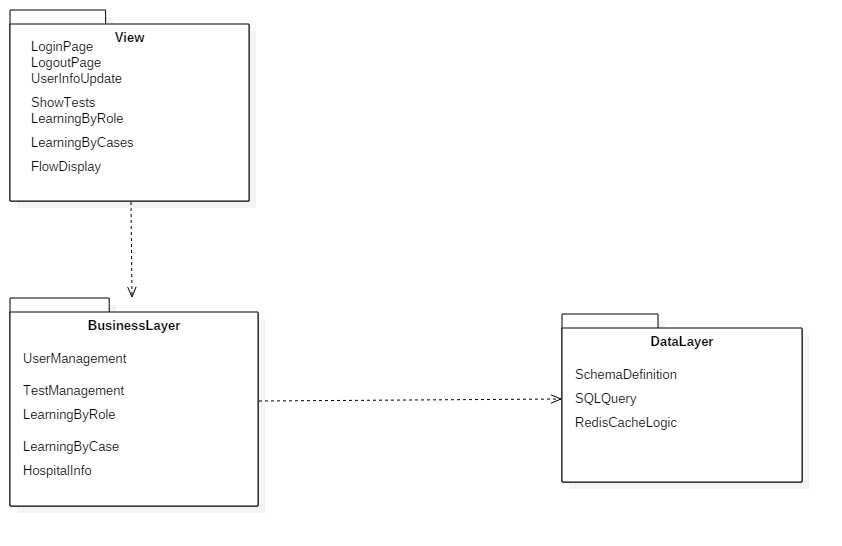 View
LoginPage
LogoutPage
UserInfoUpdate
ShowTests
LearningByRole
LearningByCases
FlowDisplay
BusinessLayer
UserManagement
TestManagement
LearningByRole
LearningByCase
HospitalInfo
DataLayer
SchemaDefinition
SQLQuery
RedisCacheLogic